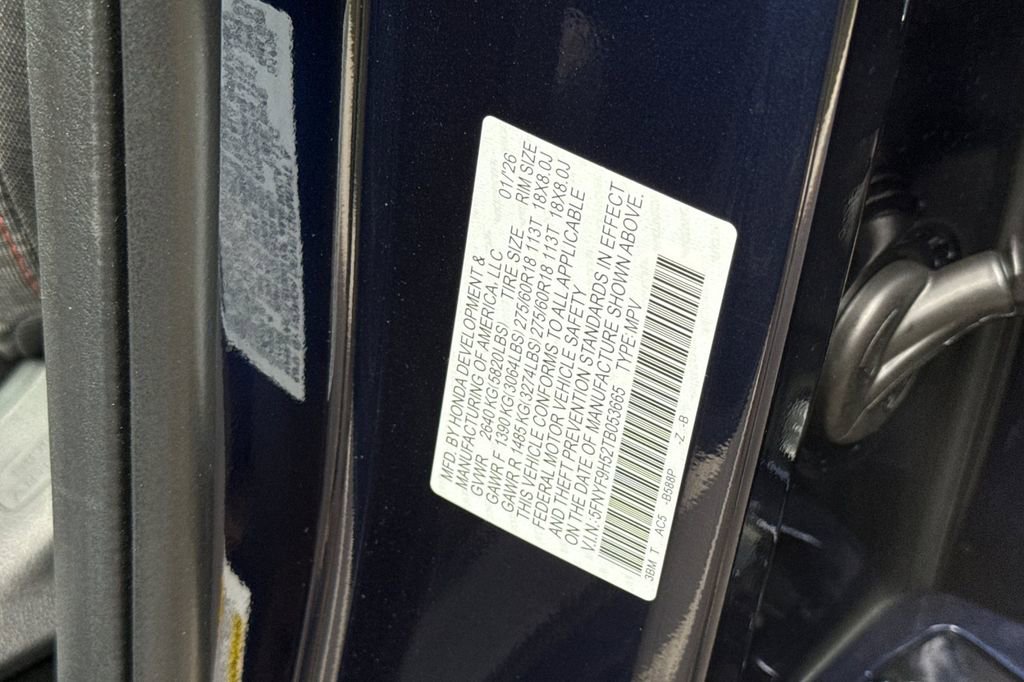 MFD. BY HONDA DEVELOPMENT &
MANUFACTURING OF AMERICA, LLC 01/'26
GVWR 2640 KG(5820LBS) TIRE SIZE RIM SIZE
GAWR F 1390 KG(3064LBS) 275/60R18 113T 18X8.0J
GAWR R 1485 KG(3274LBS) 275/60R18 113T 18X8.0J
THIS VEHICLE CONFORMS TO ALL APPLICABLE
FEDERAL MOTOR VEHICLE SAFETY
AND THEFT PREVENTION STANDARDS IN EFFECT
ON THE DATE OF MANUFACTURE SHOWN ABOVE.
V.I.N.:5FNYF9H52TB053665 TYPE:MPV
3BM T AC5 -B588P -Z -B